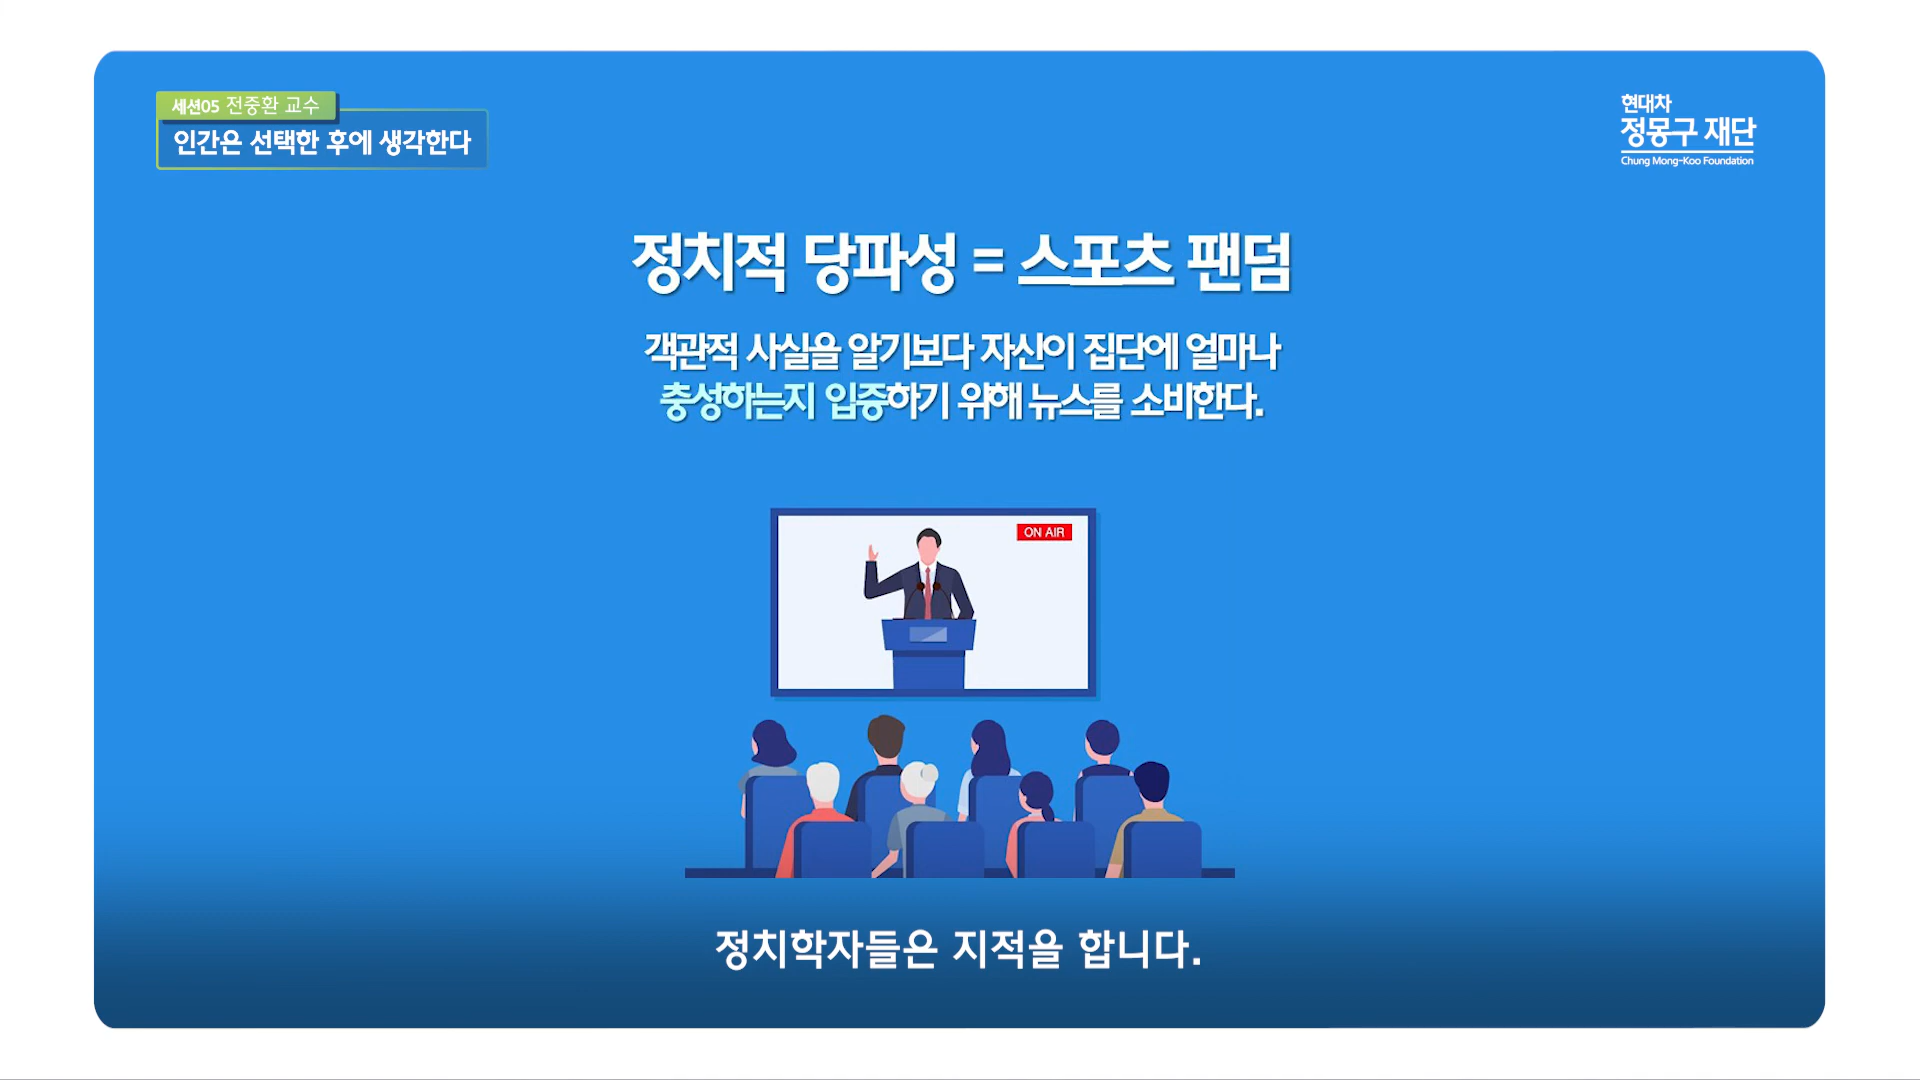 세션05 전중환 교수
인간은 선택한 후에 생각한다
현대차
정몽구 재단
Chung Mong-Koo Foundation
정치적 당파성 = 스포츠 팬덤
객관적 사실을 알기보다 자신이 집단에 얼마나
충성하는지 입증하기 위해 뉴스를 소비한다.
ON AIR
정치학자들은 지적을 합니다.